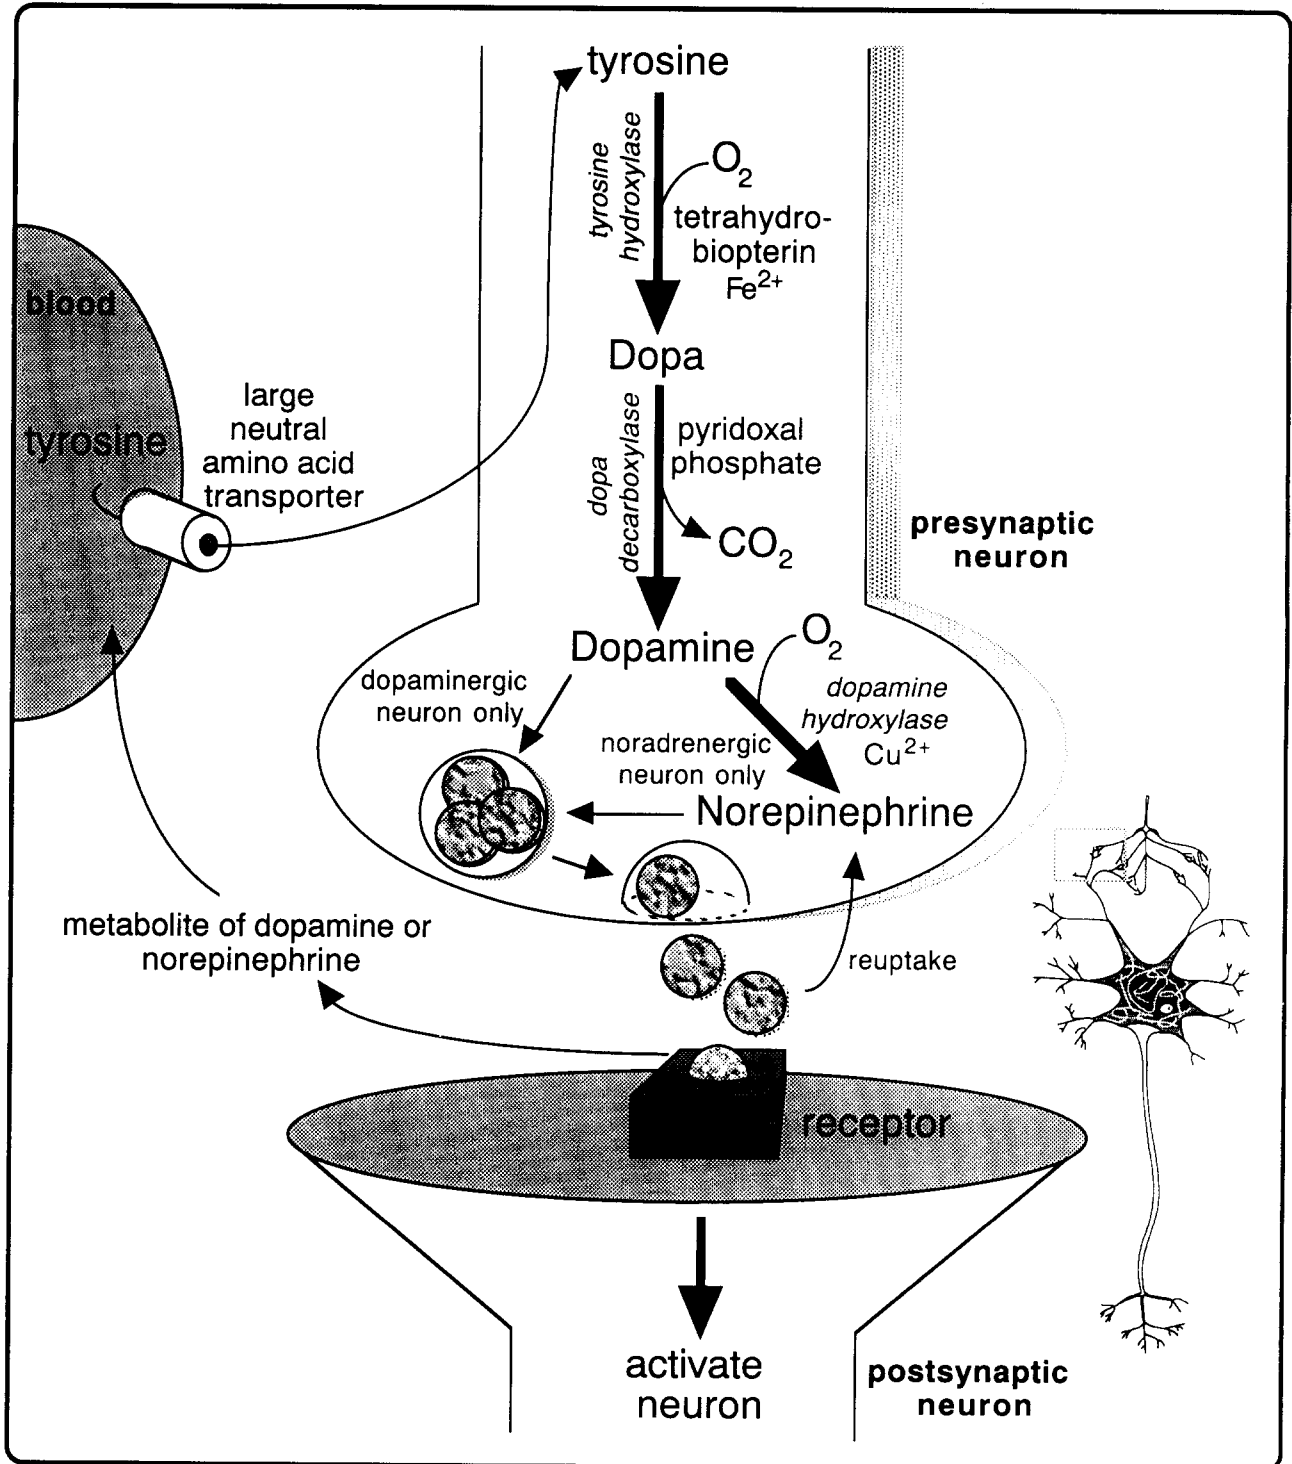 tyrosine
tyrosine
hydroxylase
O2
tetrahydro-
biopterin
Fe2+
blood
Dopa
large
neutral
amino acid
transporter
tyrosine
dopa
decarboxylase
pyridoxal
phosphate
CO2
presynaptic
neuron
Dopamine
O2
dopaminergic
neuron only
dopamine
hydroxylase
Cu2+
noradrenergic
neuron only
Norepinephrine
metabolite of dopamine or
norepinephrine
reuptake
receptor
activate
neuron
postsynaptic
neuron